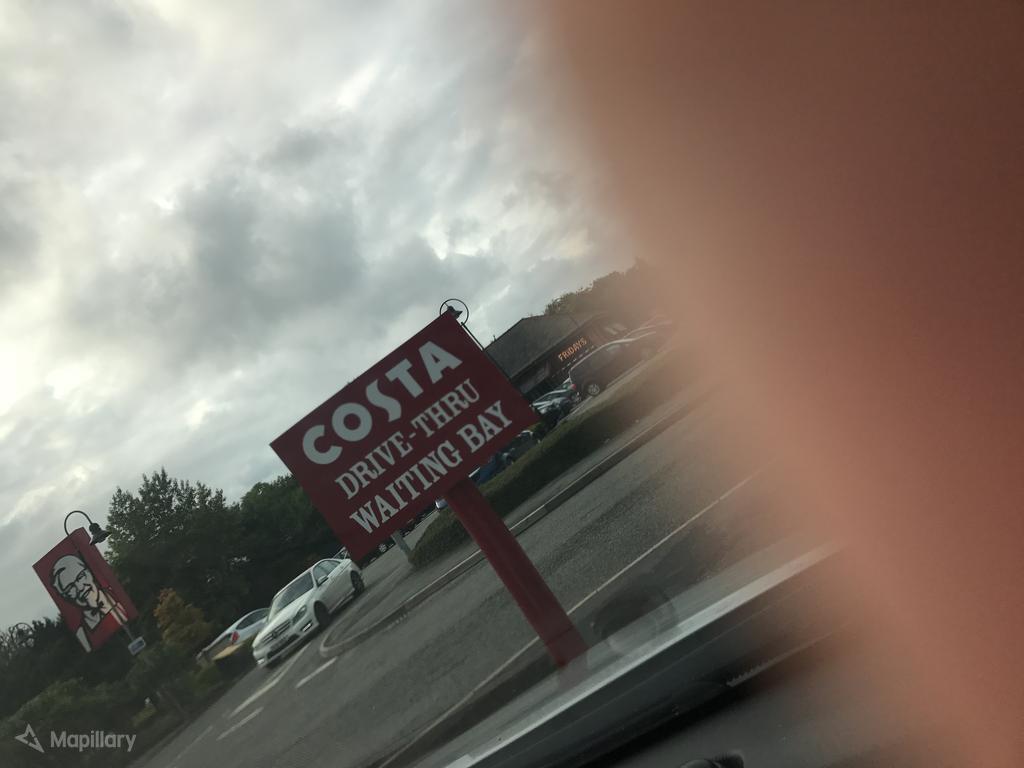 COSTA
DRIVE-THRU
WAITING BAY
FRIDAYS
Mapillary